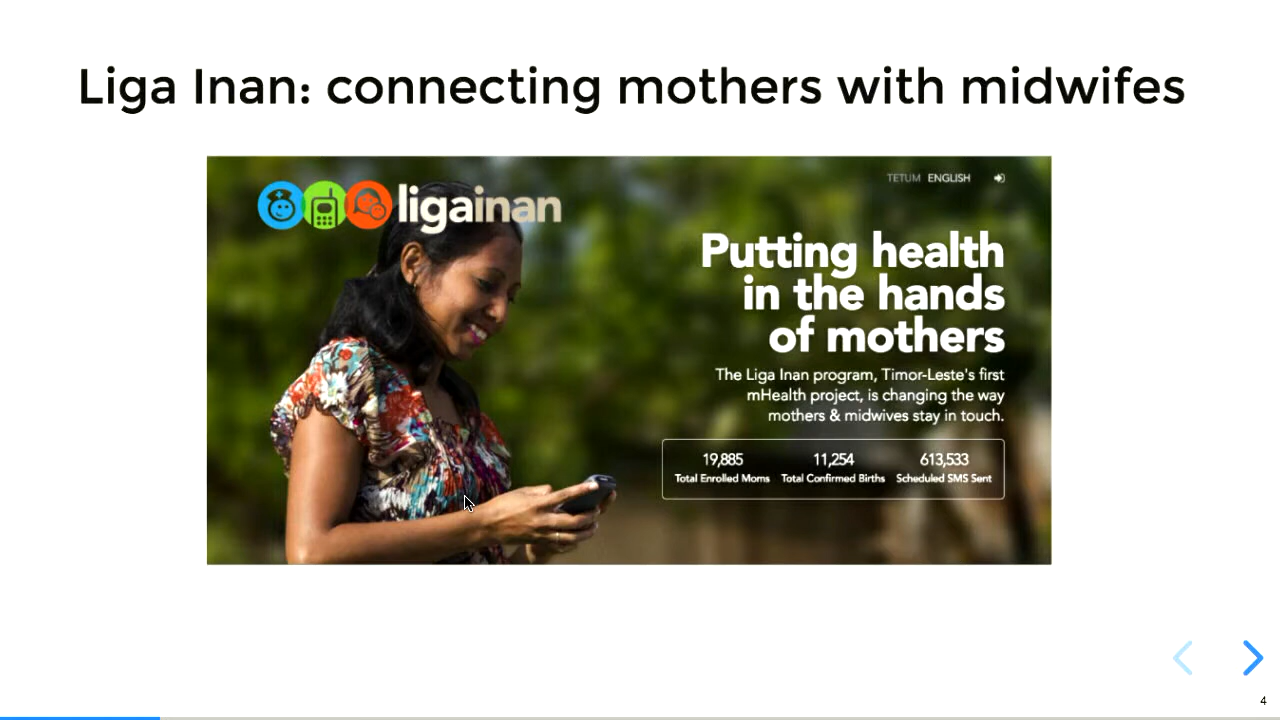 Liga Inan: connecting mothers with midwifes
ligainan
TETUM ENGLISH
Putting health
in the hands
of mothers
The Liga Inan program, Timor-Leste's first
mHealth project, is changing the way
mothers & midwives stay in touch.
19,885 11,254 613,533
Total Enrolled Moms Total Confirmed Births Scheduled SMS Sent
4